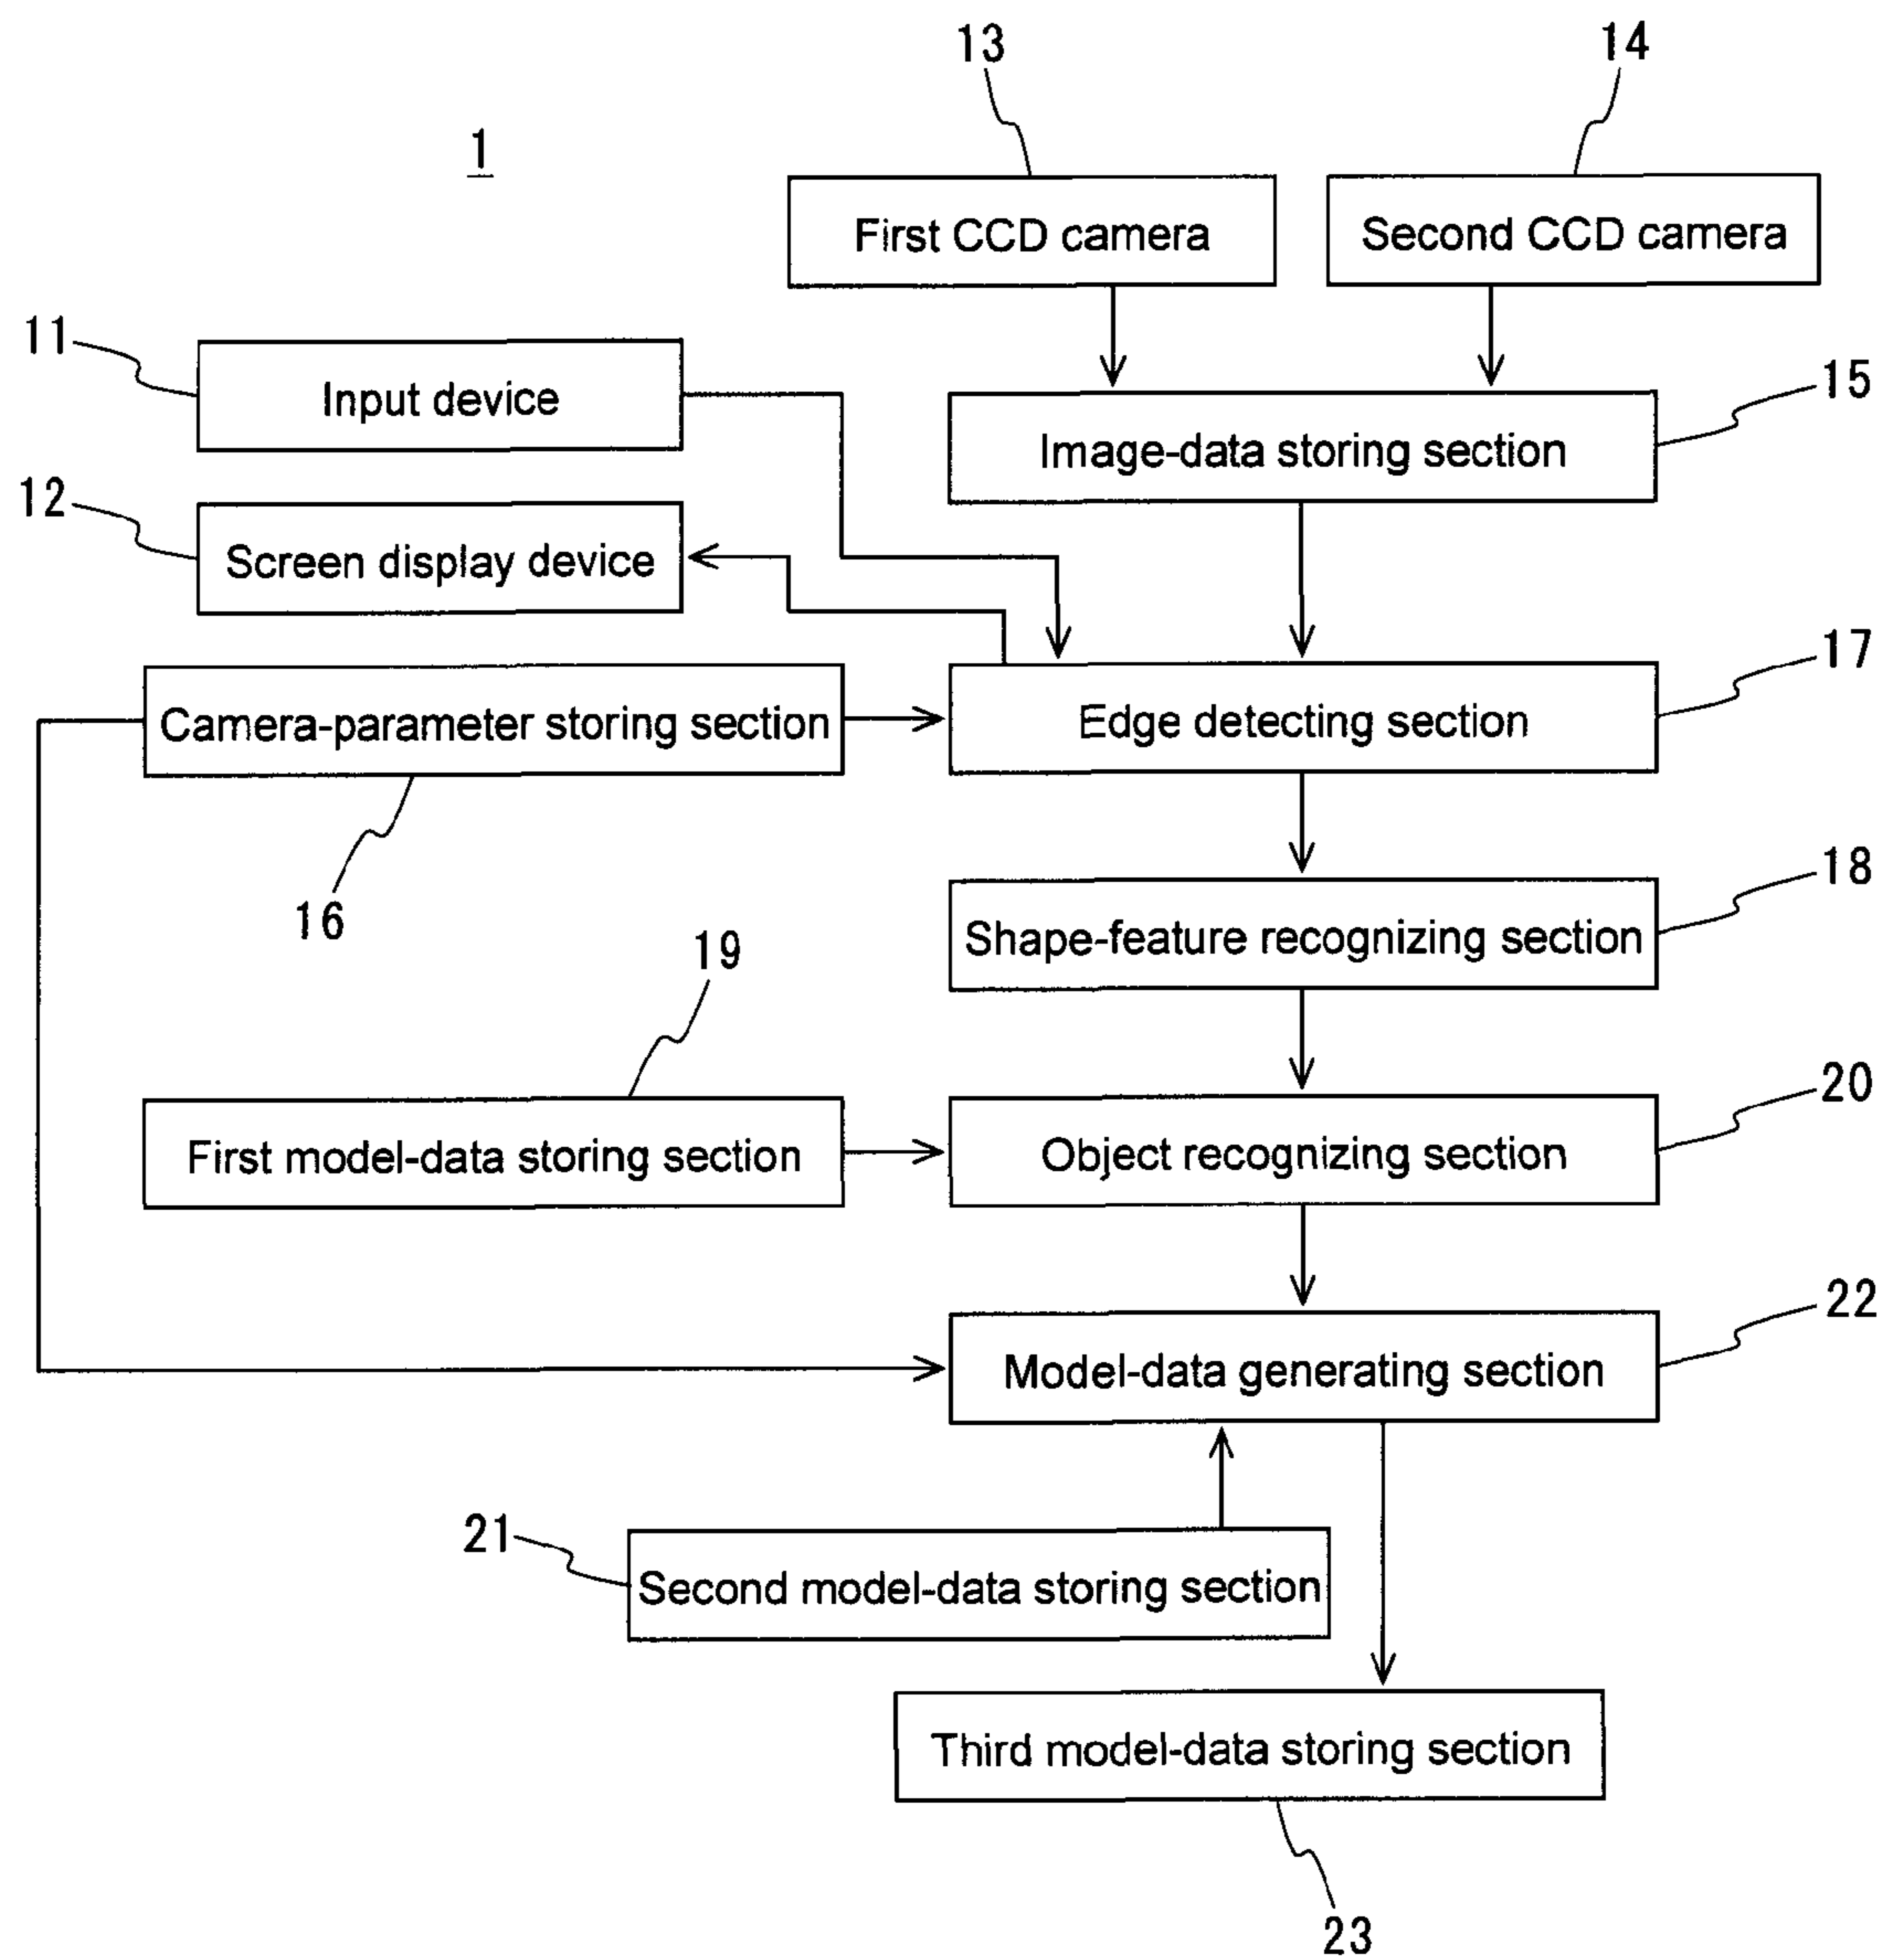 13
14
1
First CCD camera
Second CCD camera
11
Input device
15
Image-data storing section
12
Screen display device
17
Camera-parameter storing section
Edge detecting section
16
18
Shape-feature recognizing section
19
20
First model-data storing section
Object recognizing section
22
Model-data generating section
21
Second model-data storing section
Third model-data storing section
23